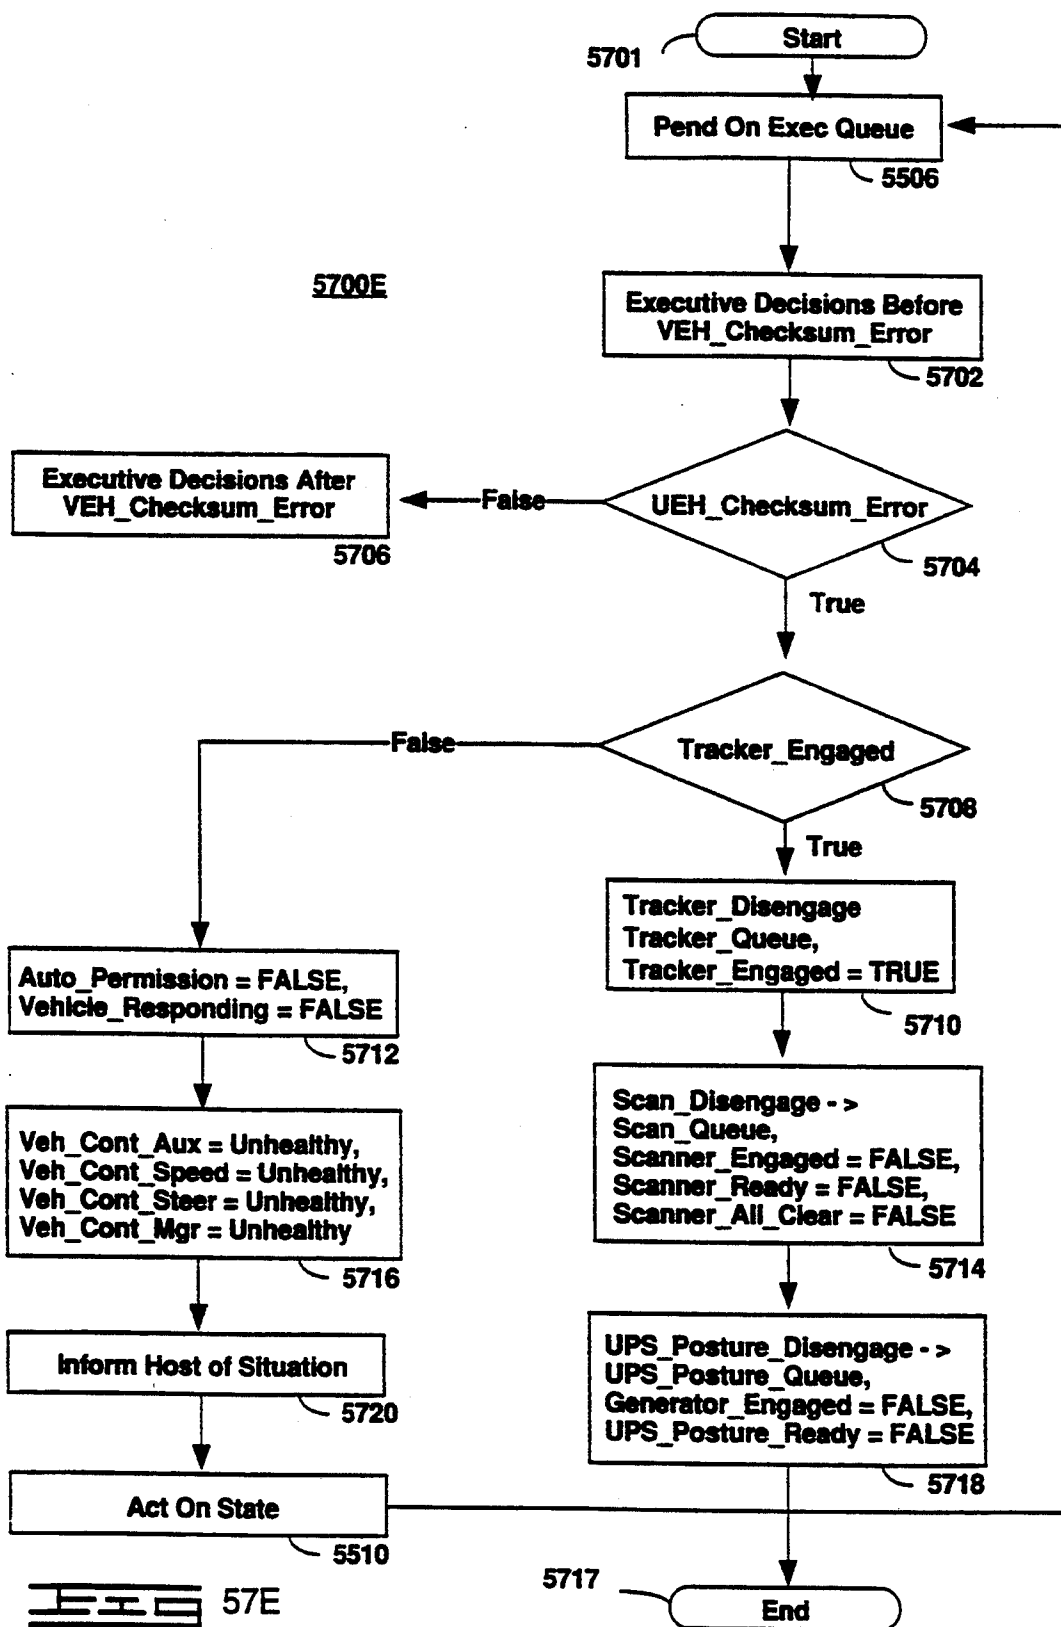 5701
Start
Pend On Exec Queue
5506
5700E
Executive Decisions Before
VEH_Checksum_Error
5702
Executive Decisions After
VEH_Checksum_Error
5706
False
UEH_Checksum_Error
5704
True
False
Tracker_Engaged
5708
True
Tracker_Disengage
Tracker_Queue,
Tracker_Engaged = TRUE
5710
Auto_Permission = FALSE,
Vehicle_Responding = FALSE
5712
Scan_Disengage - >
Scan_Queue,
Scanner_Engaged = FALSE,
Scanner_Ready = FALSE,
Scanner_All_Clear = FALSE
5714
Veh_Cont_Aux = Unhealthy,
Veh_Cont_Speed = Unhealthy,
Veh_Cont_Steer = Unhealthy,
Veh_Cont_Mgr = Unhealthy
5716
UPS_Posture_Disengage - >
UPS_Posture_Queue,
Generator_Engaged = FALSE,
UPS_Posture_Ready = FALSE
5718
Inform Host of Situation
5720
Act On State
5510
5717
End
Fig 57E